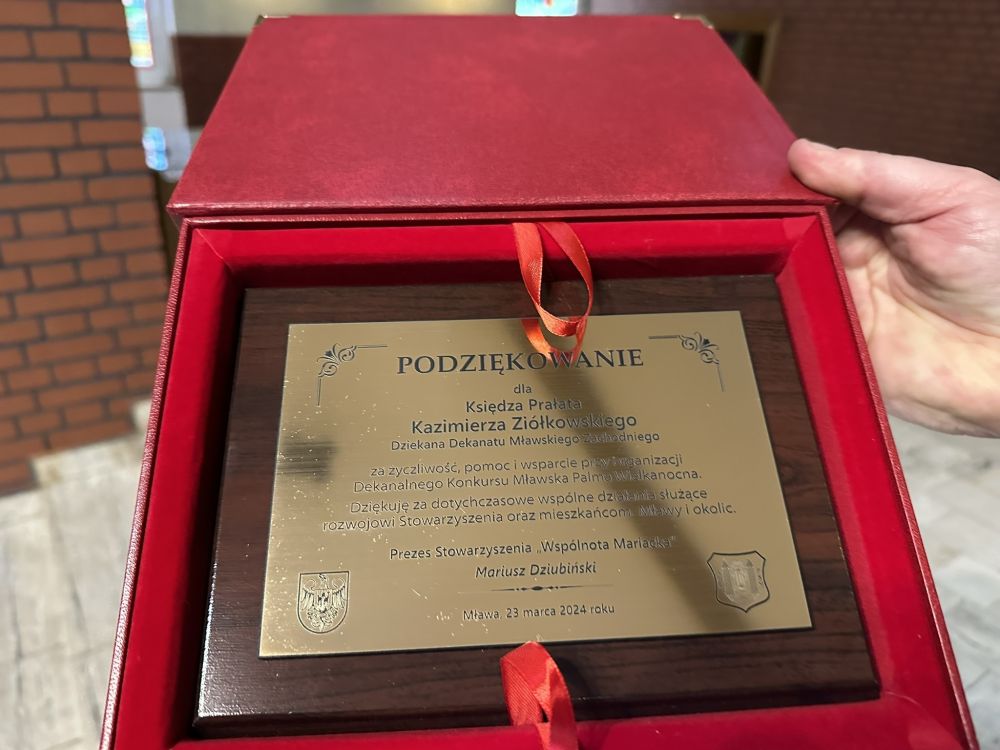 PODZIĘKOWANIE
dla
Księdza Prałata
Kazimierza Ziółkowskiego
Dziekana Dekanatu Mławskiego Zachodniego
za życzliwość, pomoc i wsparcie przy organizacji
Dekanalnego Konkursu Mławska Palma Wielkanocna.
Dziękuję za dotychczasowe wspólne działania służące
rozwojowi Stowarzyszenia oraz mieszkańcom Mławy i okolic.
Prezes Stowarzyszenia „Wspólnota Mariacka”
Mariusz Dziubiński
Mława, 23 marca 2024 roku